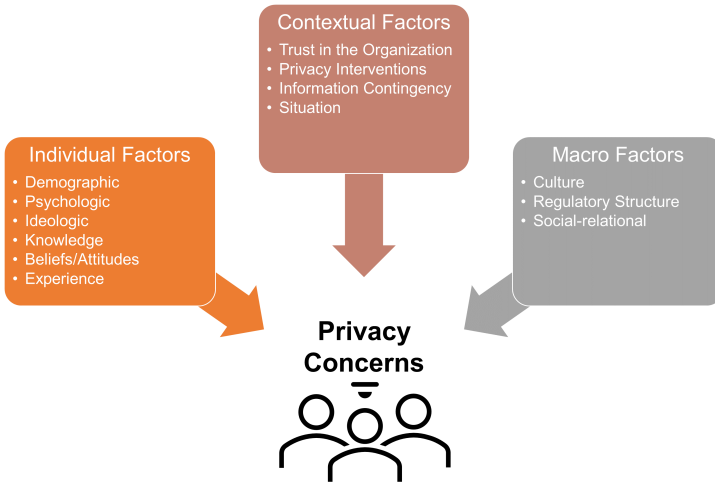 Contextual Factors
• Trust in the Organization
• Privacy Interventions
• Information Contingency
• Situation
Individual Factors
• Demographic
• Psychologic
• Ideologic
• Knowledge
• Beliefs/Attitudes
• Experience
Macro Factors
• Culture
• Regulatory Structure
• Social-relational
Privacy
Concerns